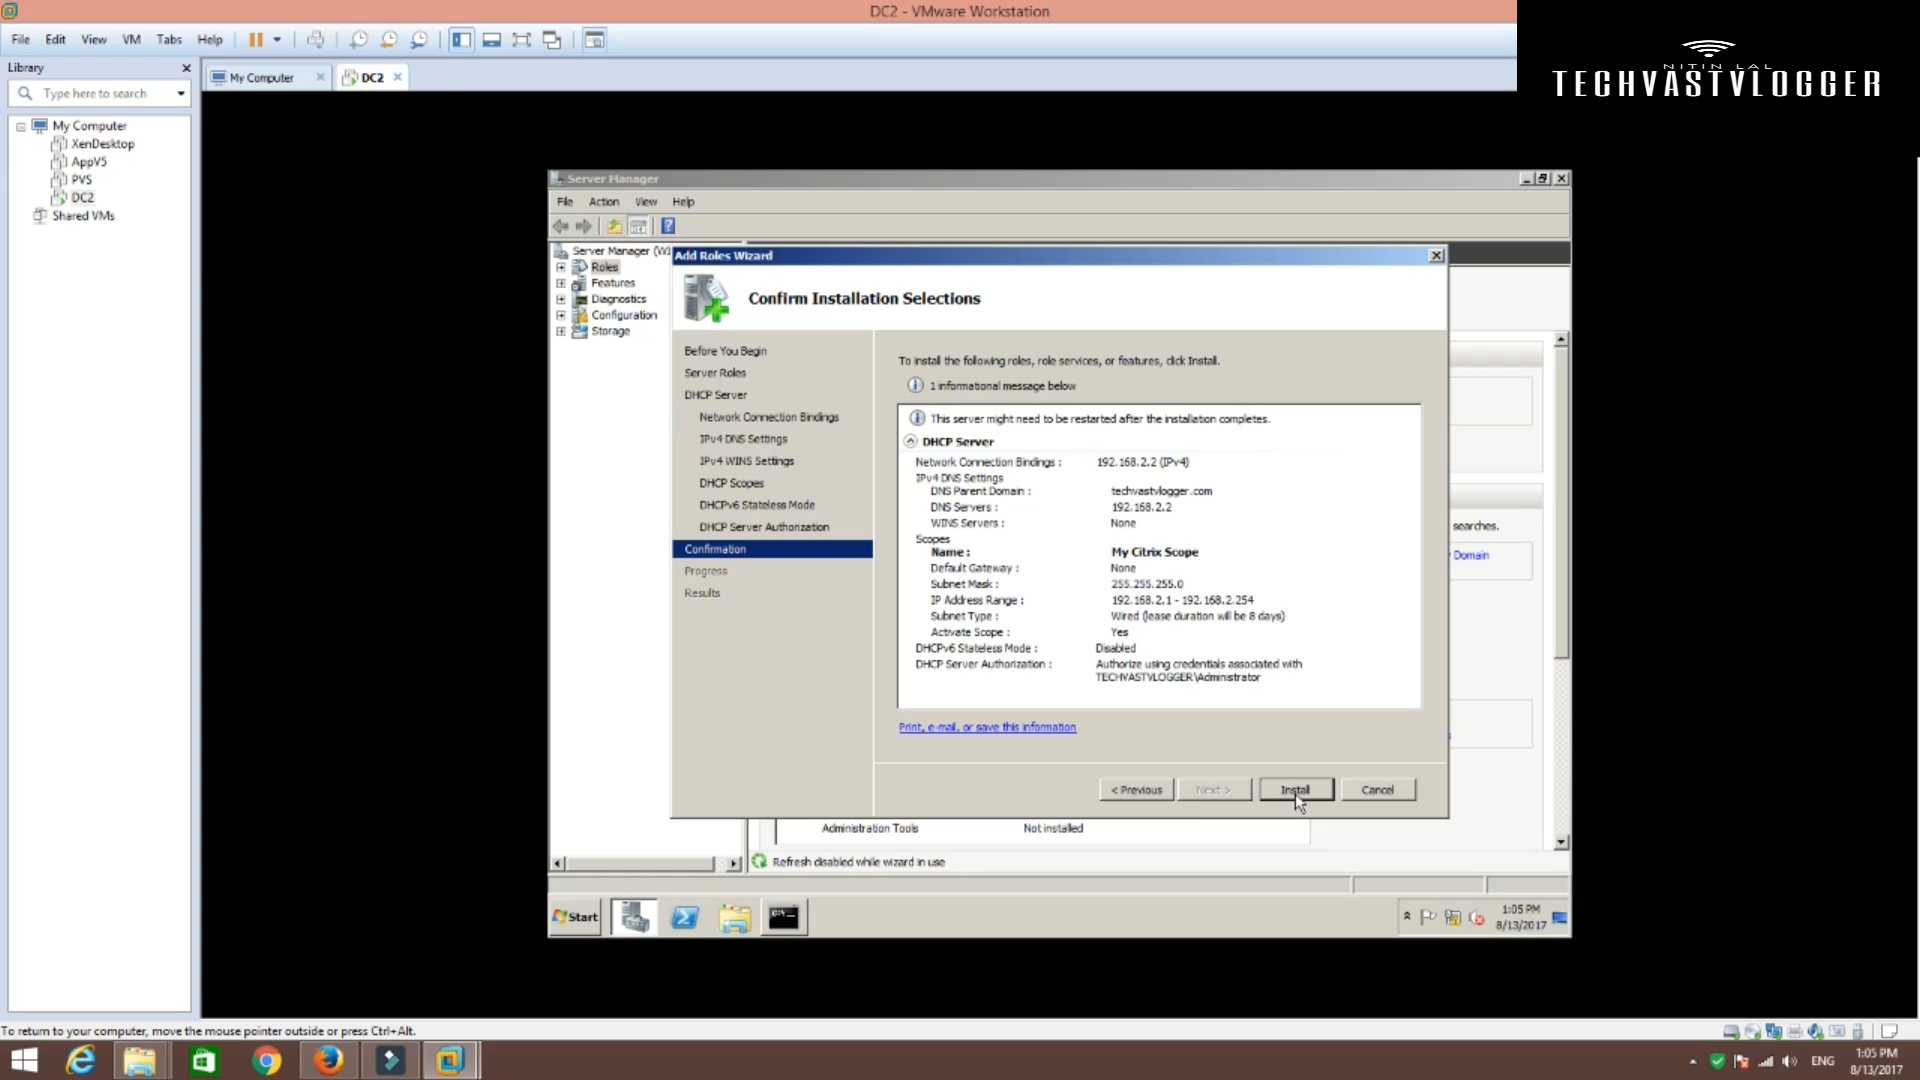 DC2 - VMware Workstation
File Edit View VM Tabs Help
NITIN LAL
TECHVASTVLOGGER
Library
My Computer
DC2
Type here to search
My Computer
XenDesktop
AppV5
PVS
DC2
Shared VMs
Server Manager
File Action View Help
Server Manager (WI
Roles
Features
Diagnostics
Configuration
Storage
Add Roles Wizard
Confirm Installation Selections
Before You Begin
Server Roles
DHCP Server
Network Connection Bindings
IPv4 DNS Settings
IPv4 WINS Settings
DHCP Scopes
DHCPv6 Stateless Mode
DHCP Server Authorization
Confirmation
Progress
Results
To install the following roles, role services, or features, click Install.
1 informational message below
This server might need to be restarted after the installation completes.
DHCP Server
Network Connection Bindings : 192.168.2.2 (IPv4)
IPv4 DNS Settings
DNS Parent Domain : techvastvlogger.com
DNS Servers : 192.168.2.2
WINS Servers : None
Scopes
Name : My Citrix Scope
Default Gateway : None
Subnet Mask : 255.255.255.0
IP Address Range : 192.168.2.1 - 192.168.2.254
Subnet Type : Wired (lease duration will be 8 days)
Activate Scope : Yes
DHCPv6 Stateless Mode : Disabled
DHCP Server Authorization : Authorize using credentials associated with
TECHVASTVLOGGER\Administrator
Print, e-mail, or save this information
< Previous Next > Install Cancel
searches.
Domain
Administration Tools Not installed
Refresh disabled while wizard in use
Start
1:05 PM
8/13/2017
To return to your computer, move the mouse pointer outside or press Ctrl+Alt.
ENG
1:05 PM
8/13/2017